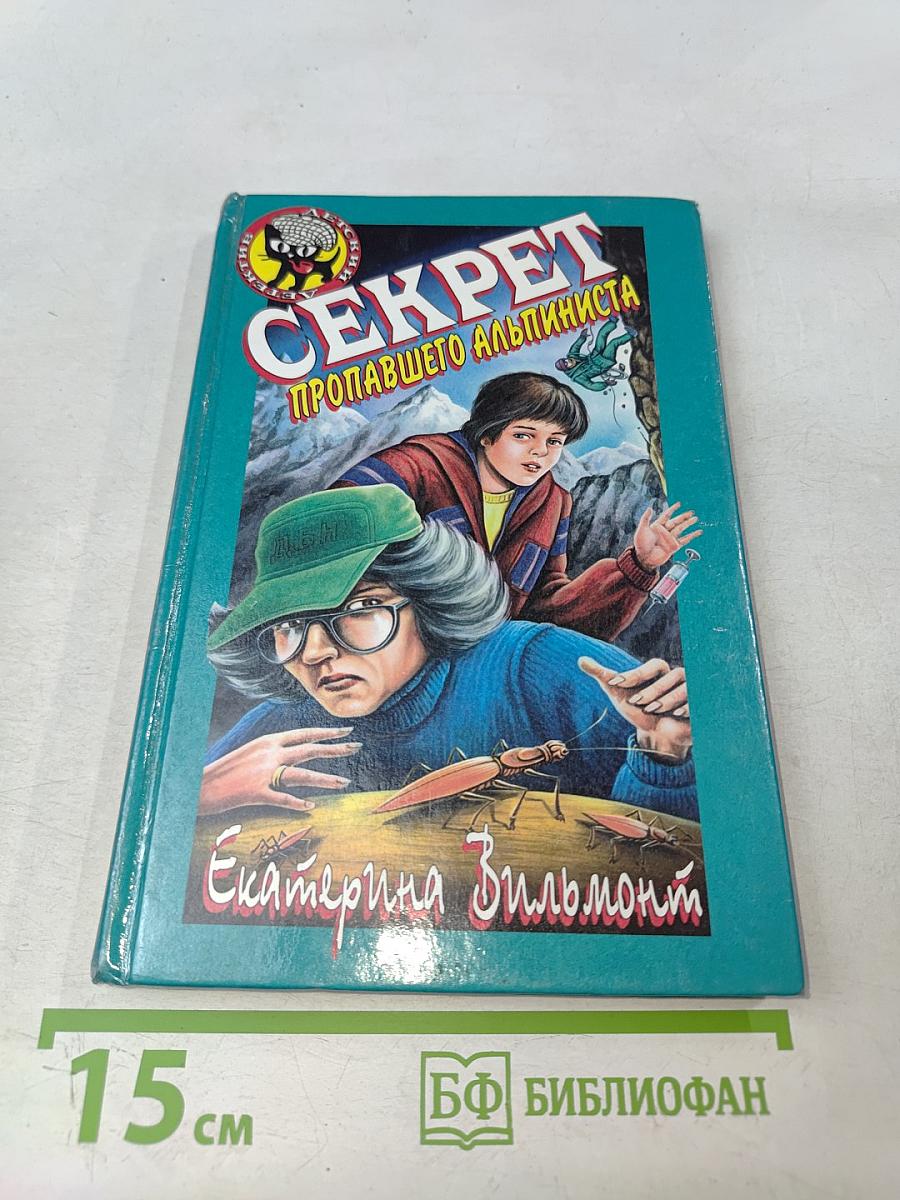 ДЕТСКИЙ ДЕТЕКТИВ
СЕКРЕТ
ПРОПАВШЕГО АЛЬПИНИСТА
Екатерина Вильмонт
15 см
БФ БИБЛИОФАН